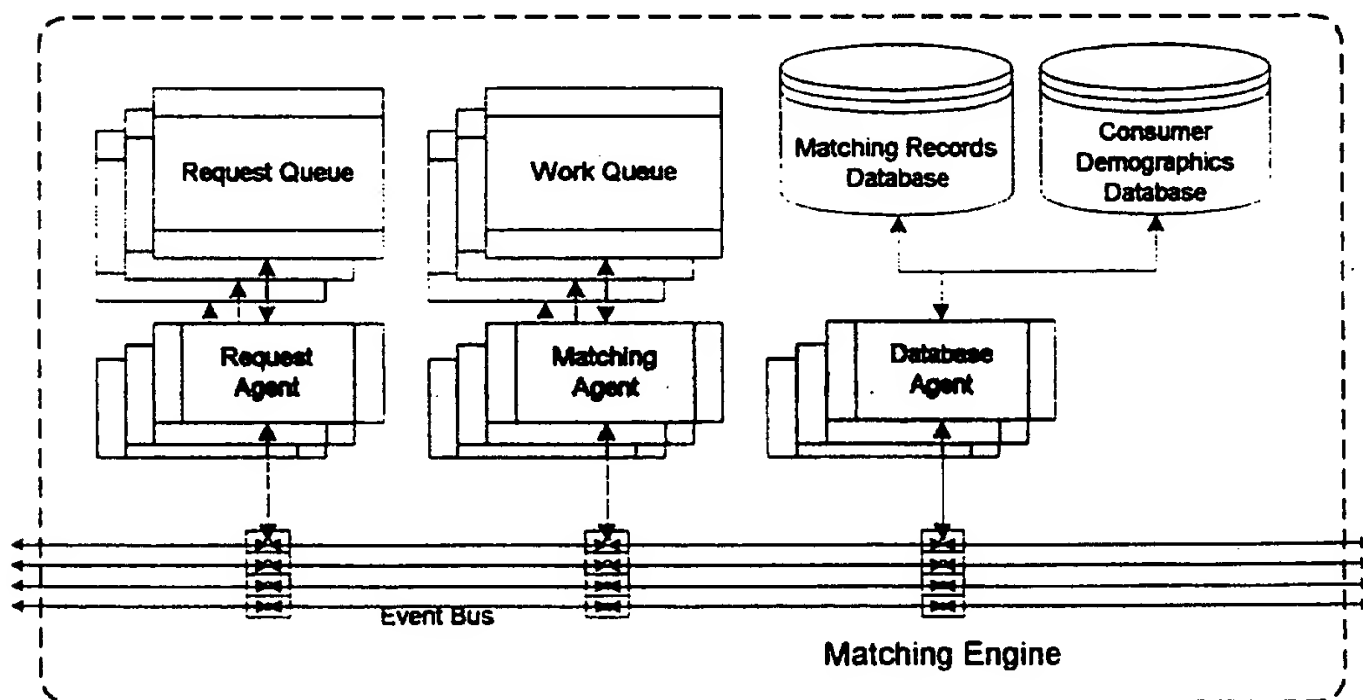 Request Queue
Work Queue
Matching Records
Database
Consumer
Demographics
Database
Request
Agent
Matching
Agent
Database
Agent
Event Bus
Matching Engine